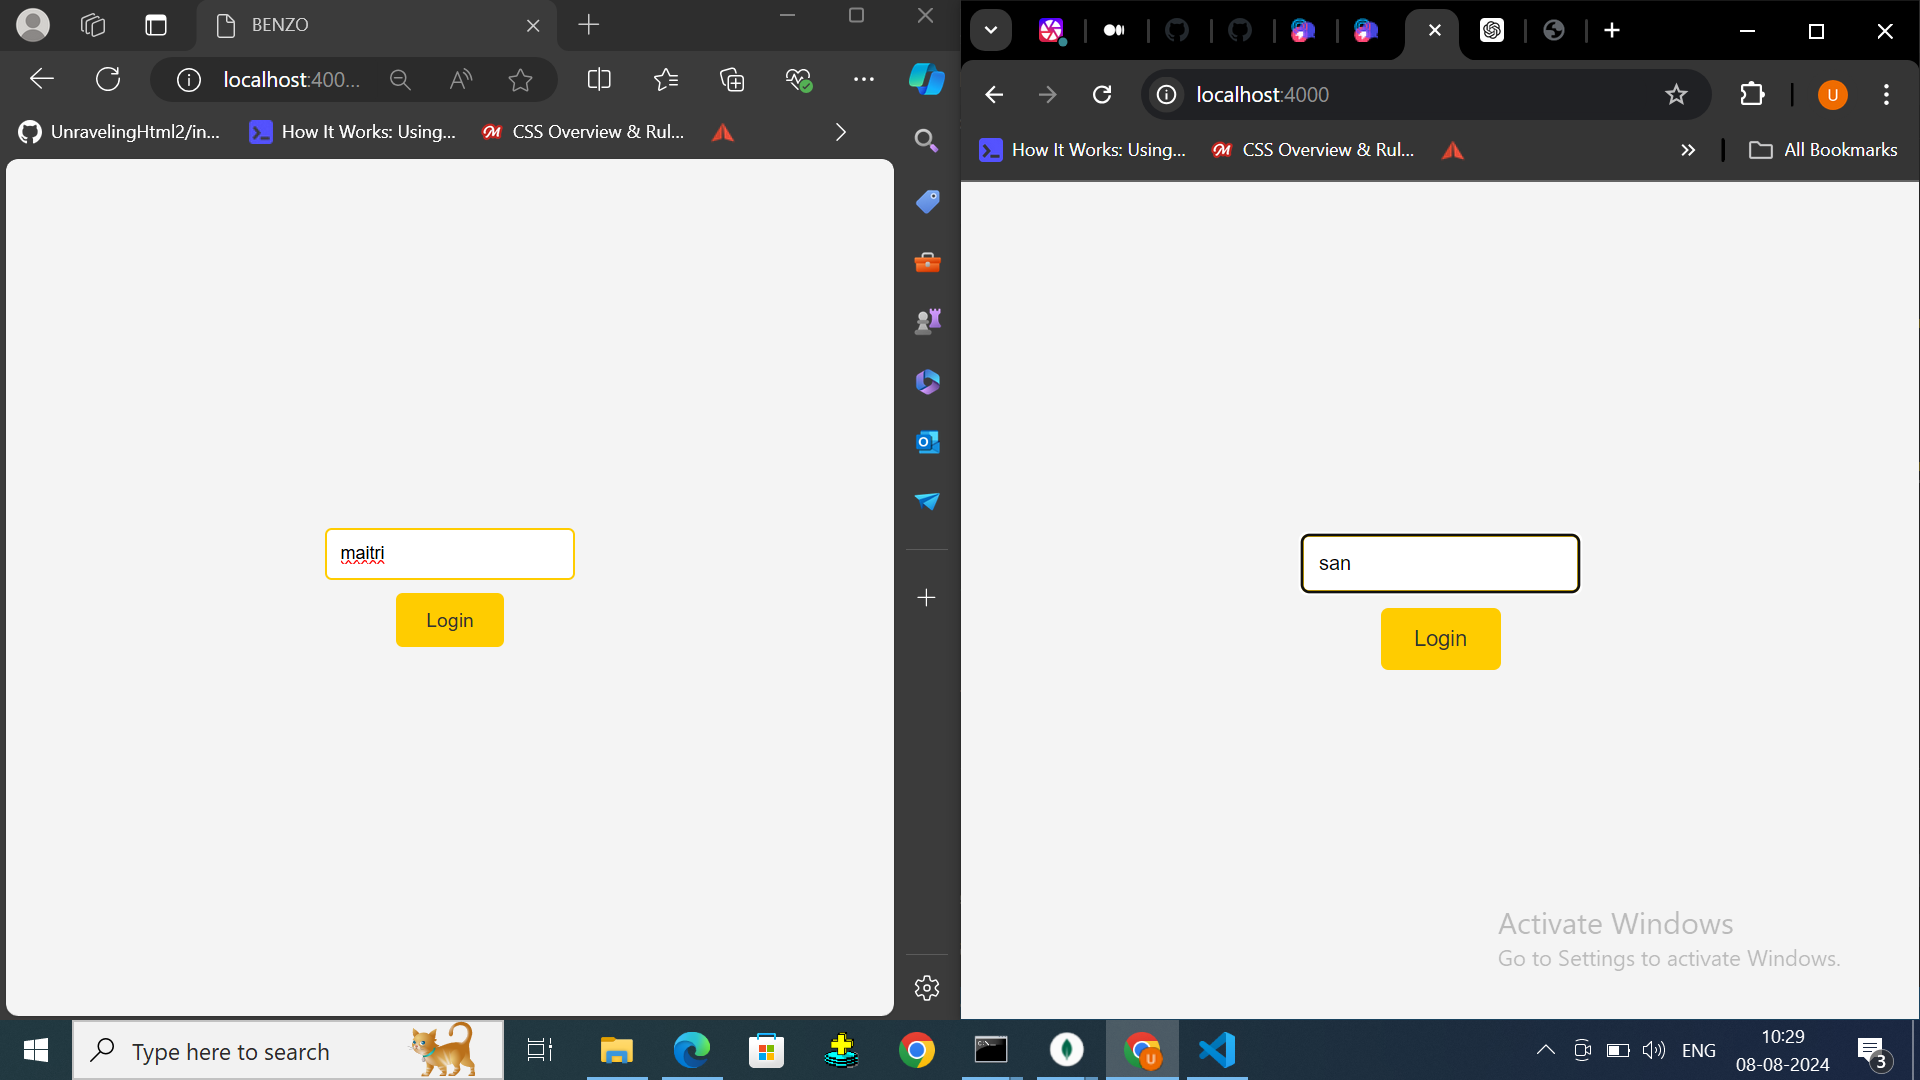 BENZO
localhost:400...
UnravelingHtml2/in...
How It Works: Using...
CSS Overview & Rul...
maitri
Login
localhost:4000
U
How It Works: Using...
CSS Overview & Rul...
All Bookmarks
san
Login
Activate Windows
Go to Settings to activate Windows.
Type here to search
U
ENG
10:29
08-08-2024
3